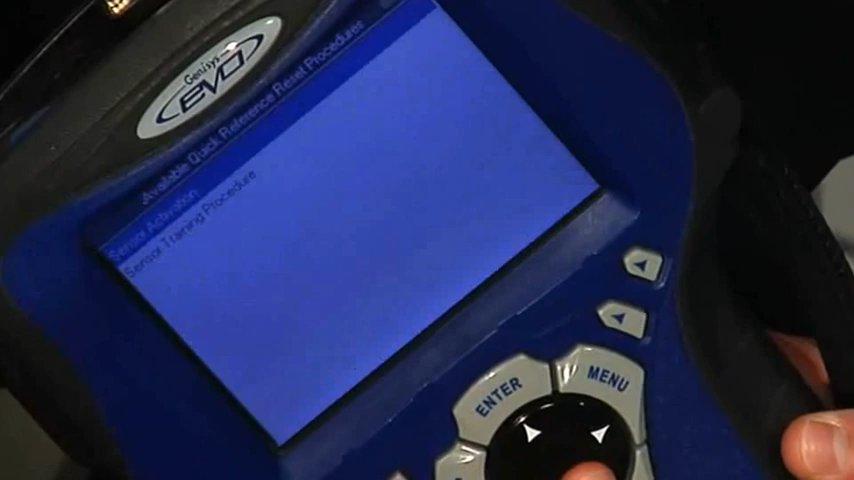 Genisys
evo
Available Quick Reference Reset Procedures
Sensor Activation
Sensor Training Procedure
ENTER
MENU